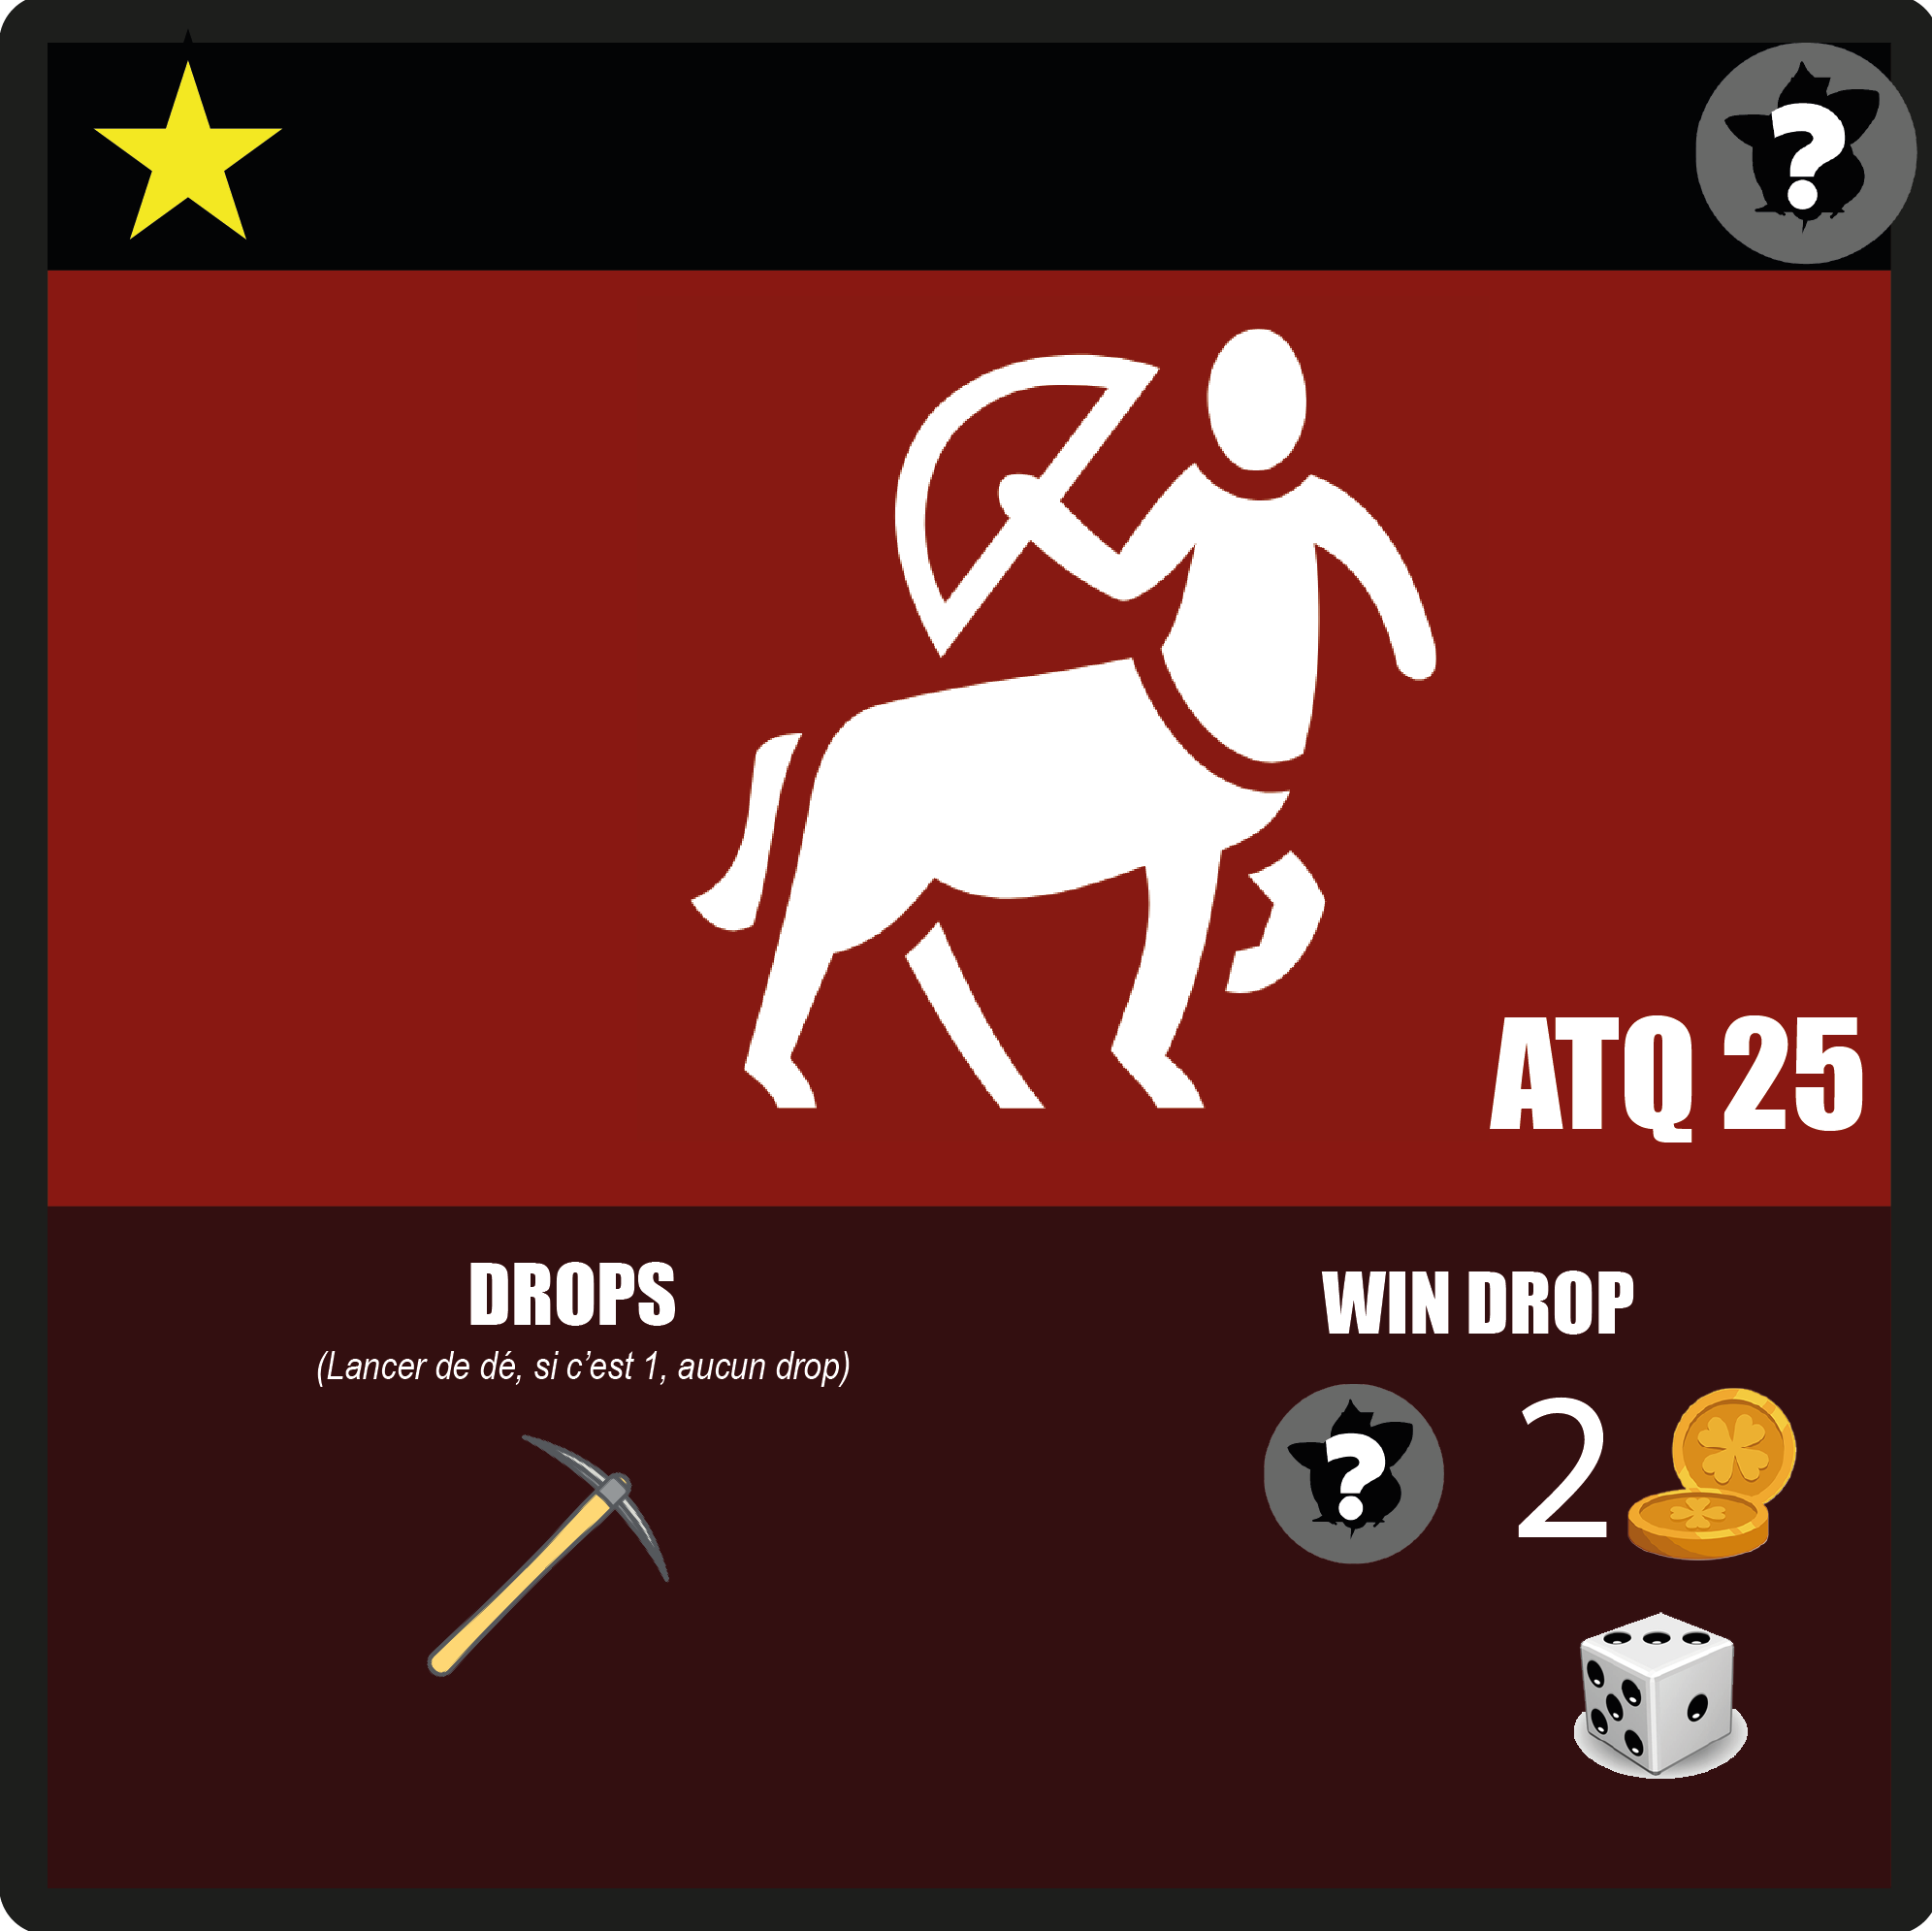 ?
ATQ 25
DROPS
(Lancer de dé, si c'est 1, aucun drop)
WIN DROP
? 2